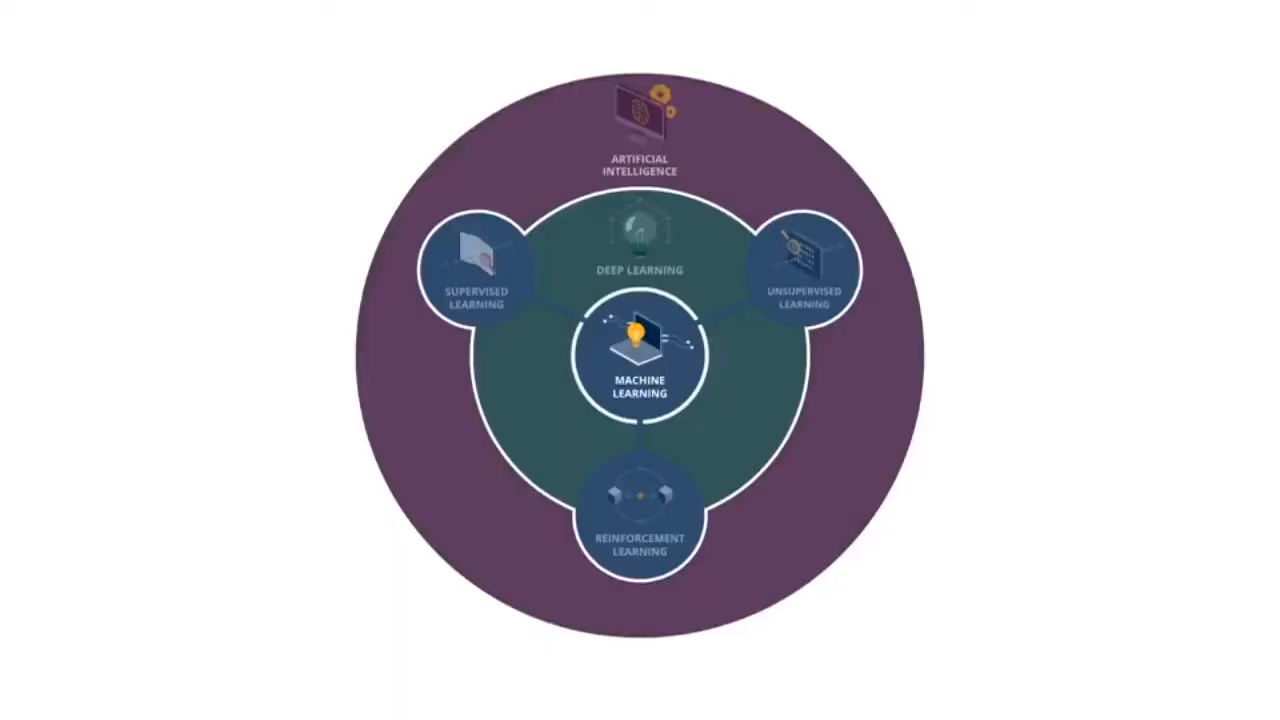 ARTIFICIAL
INTELLIGENCE
DEEP LEARNING
SUPERVISED
LEARNING
UNSUPERVISED
LEARNING
MACHINE
LEARNING
REINFORCEMENT
LEARNING